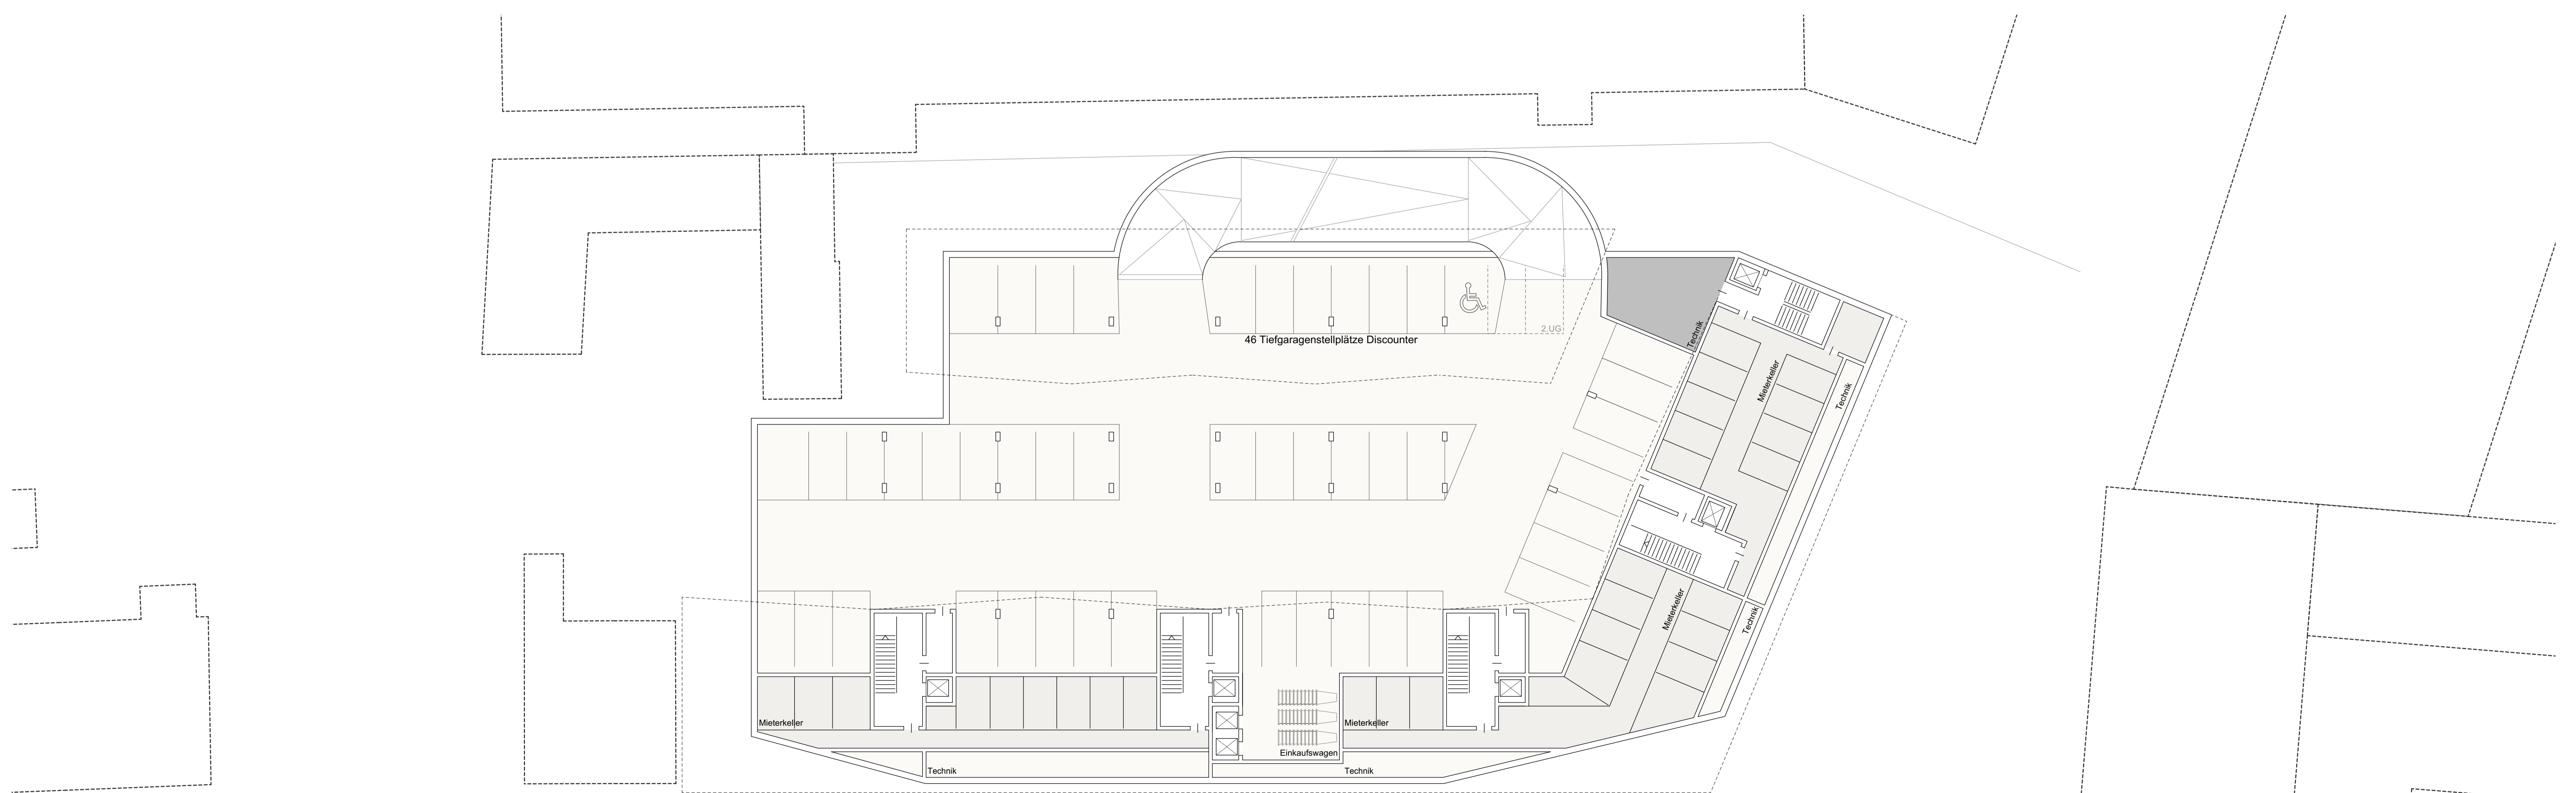 2.UG
46 Tiefgaragenstellplätze Discounter
Technik
Mieterkeller
Technik
Mieterkeller
Technik
Mieterkeller
Mieterkeller
Einkaufswagen
Technik
Technik